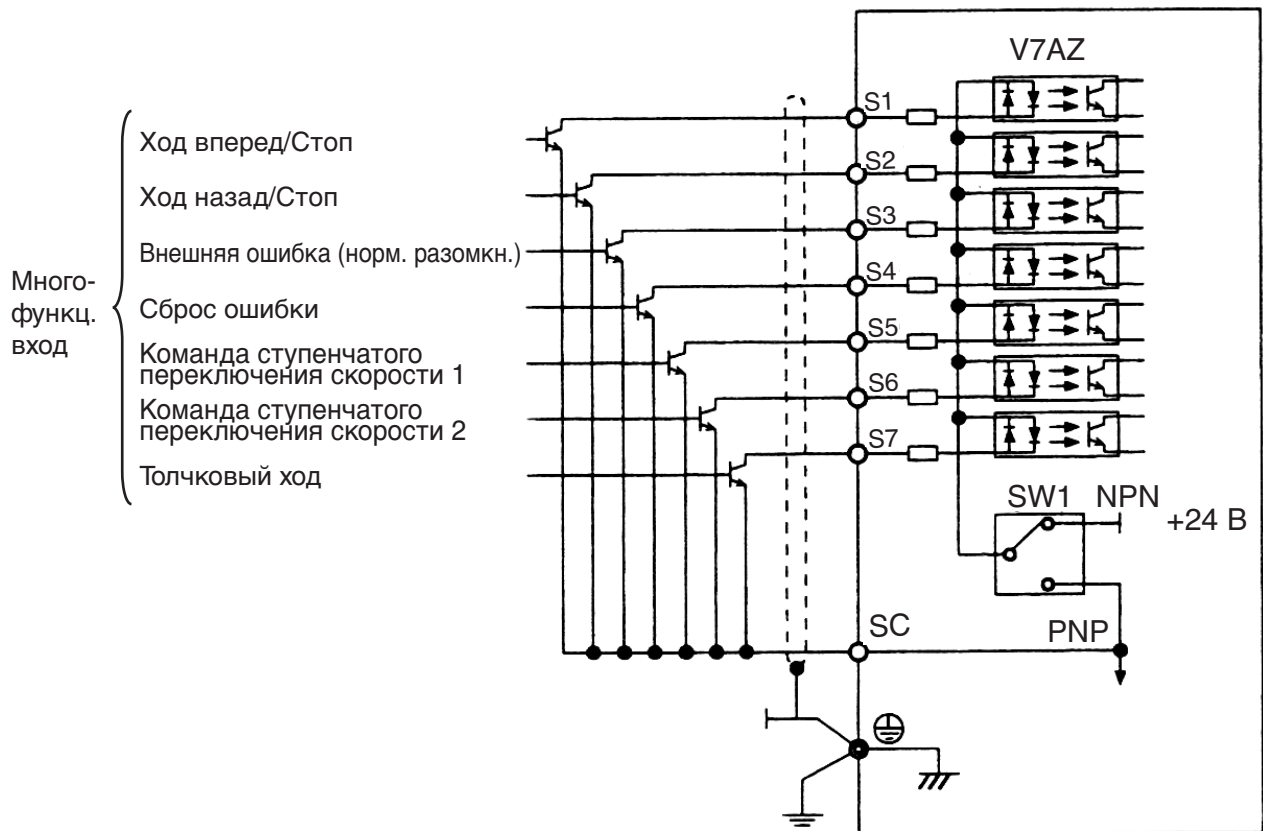 V7AZ
S1
Ход вперед/Стоп
S2
Ход назад/Стоп
S3
Внешняя ошибка (норм. разомкн.)
Много-
функц.
вход
S4
Сброс ошибки
S5
Команда ступенчатого
переключения скорости 1
S6
Команда ступенчатого
переключения скорости 2
S7
Толчковый ход
SW1 NPN
+24 В
SC
PNP